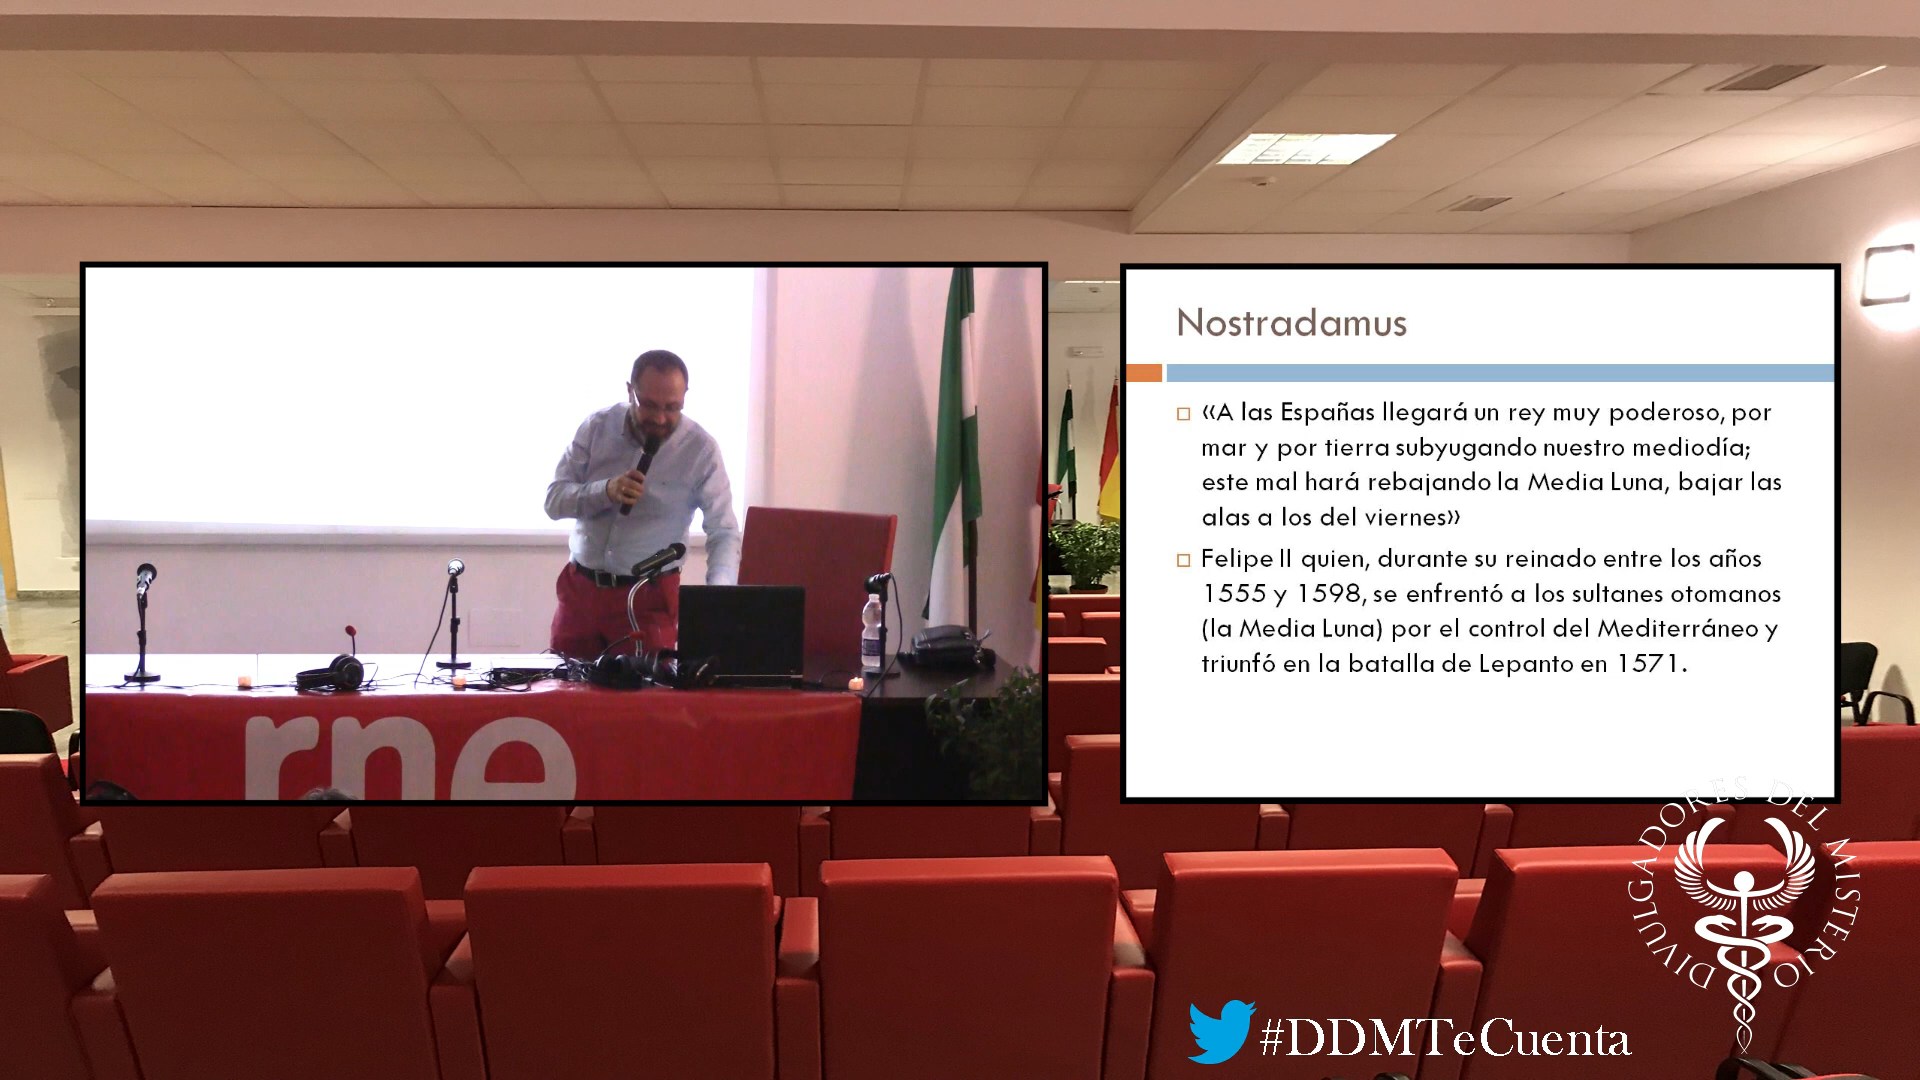 Nostradamus
«A las Españas llegará un rey muy poderoso, por
mar y por tierra subyugando nuestro mediodía;
este mal hará rebajando la Media Luna, bajar las
alas a los del viernes»
Felipe II quien, durante su reinado entre los años
1555 y 1598, se enfrentó a los sultanes otomanos
(la Media Luna) por el control del Mediterráneo y
triunfó en la batalla de Lepanto en 1571.
rne
DIVULGADORES DEL MISTERIO
#DDMTeCuenta